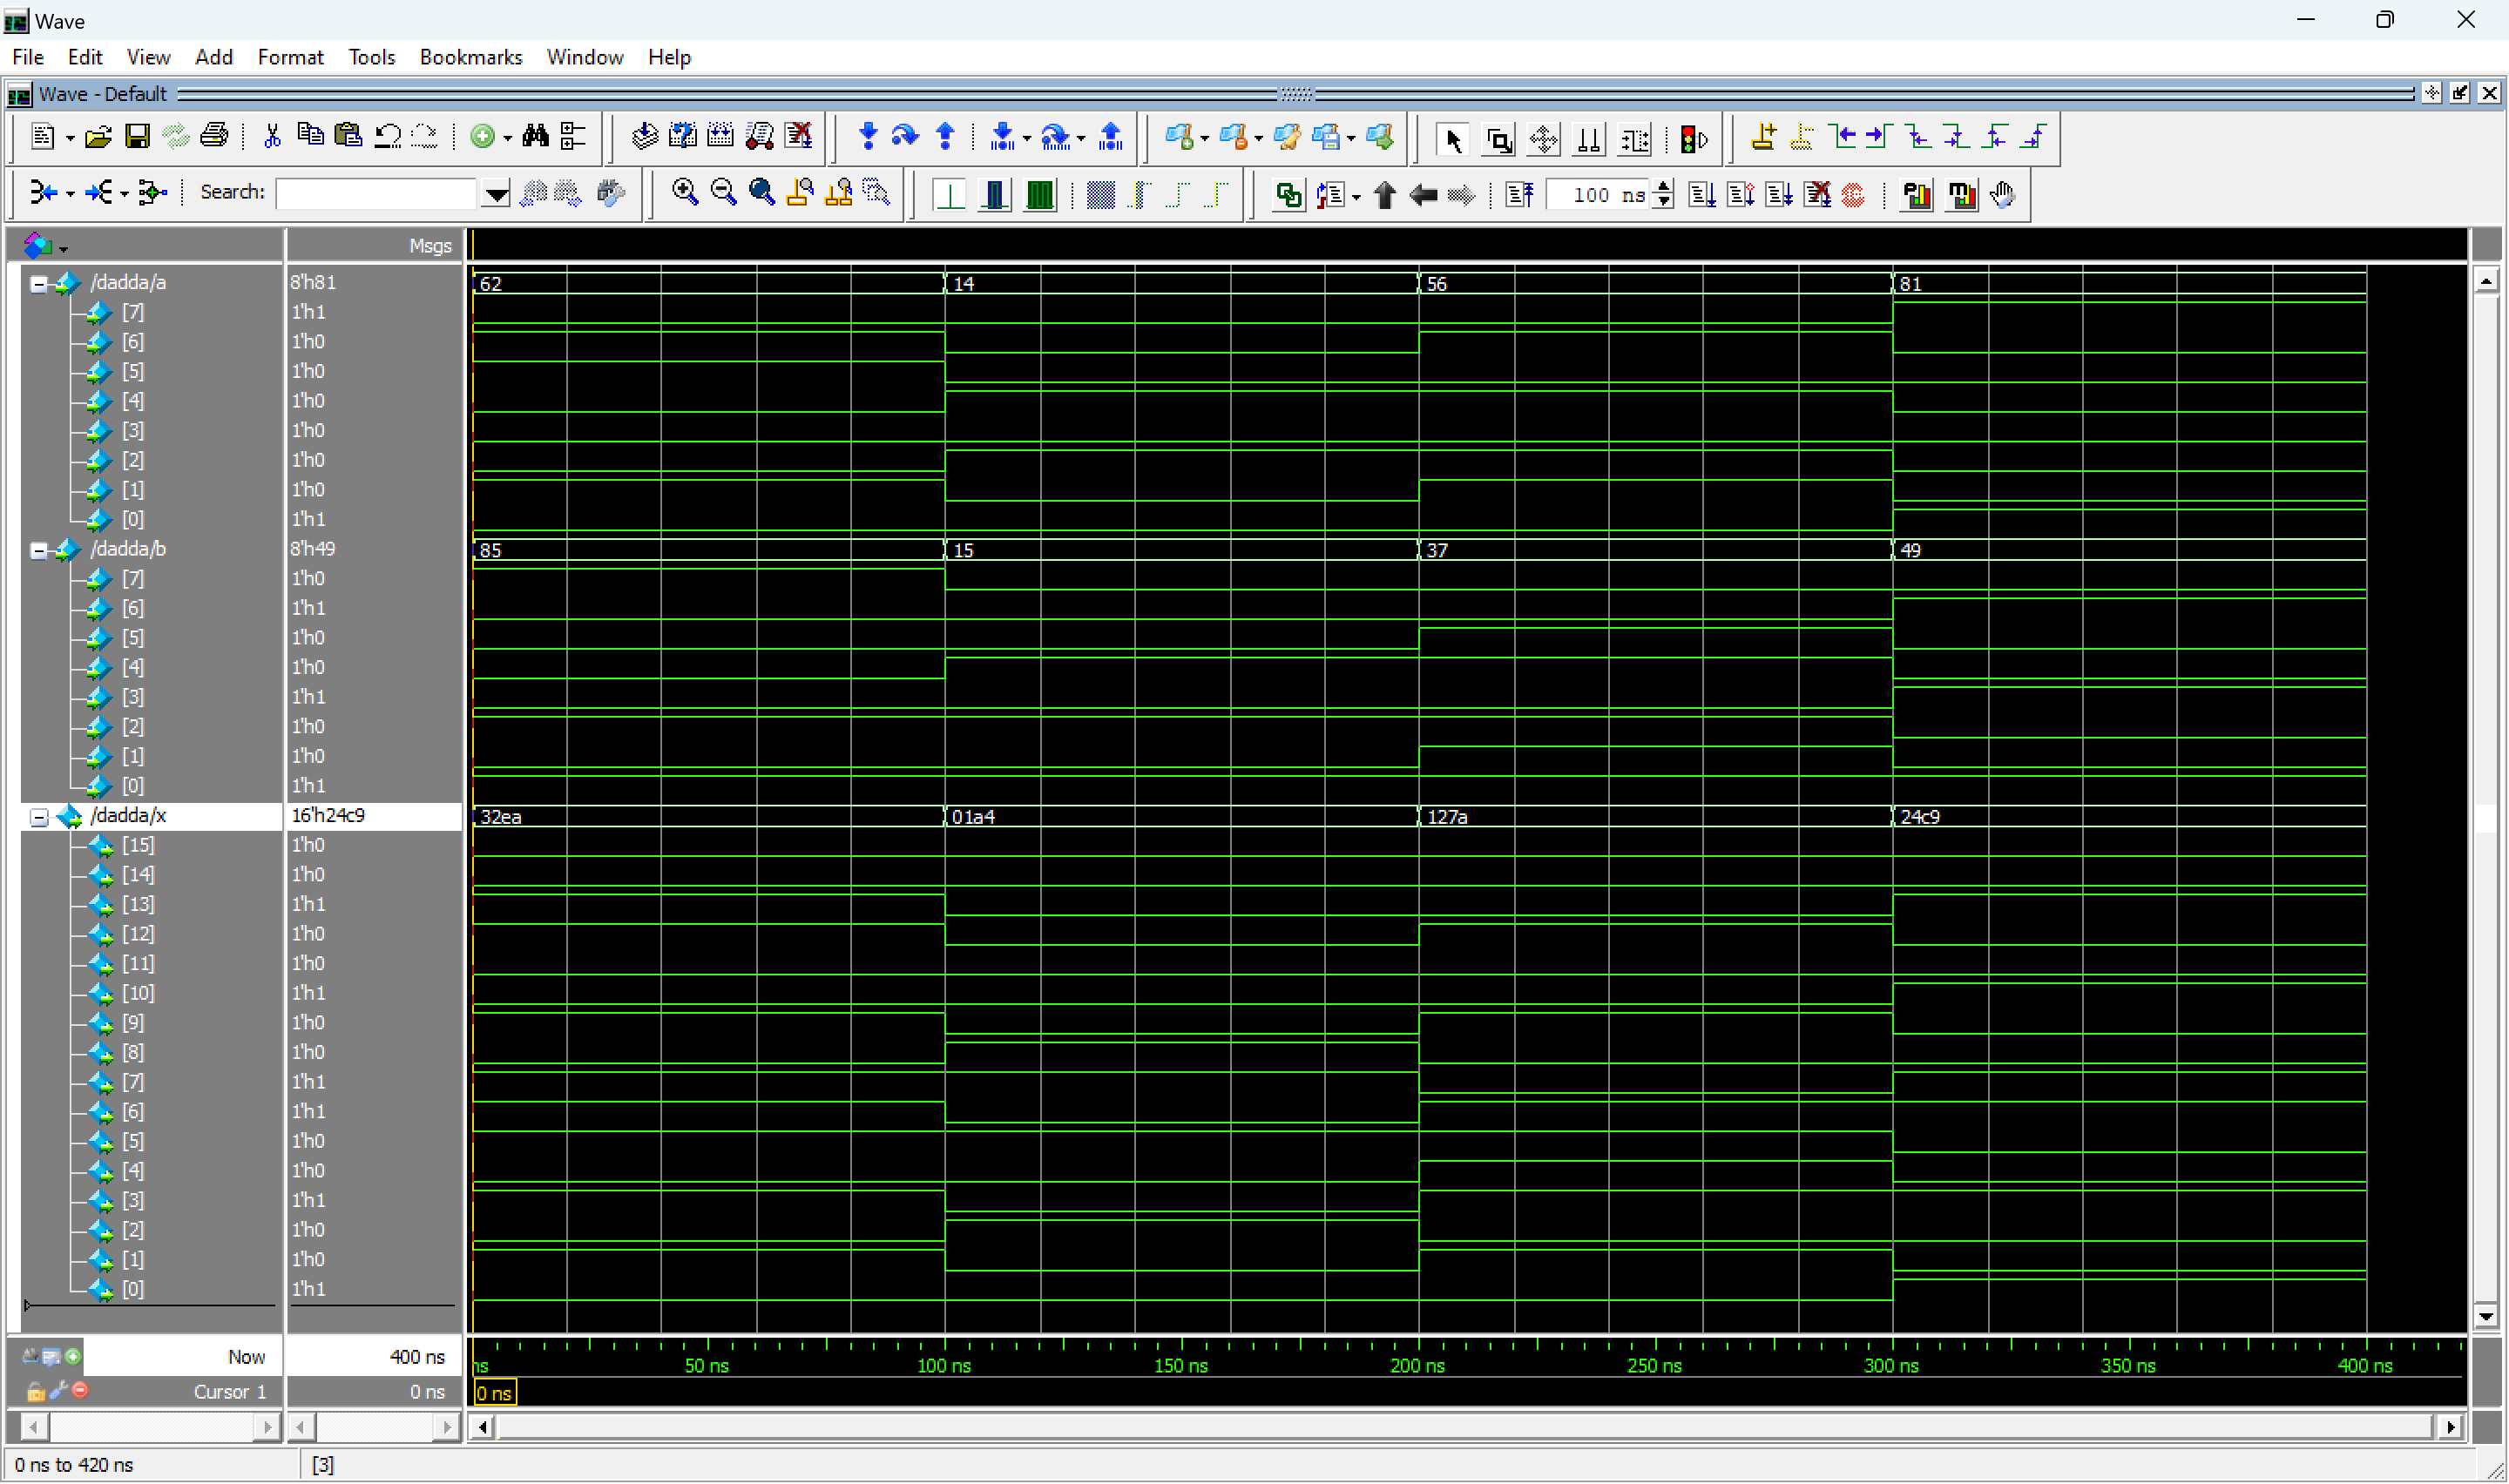 Wave
File Edit View Add Format Tools Bookmarks Window Help
Wave - Default
Search: 100 ns
Msgs
/dadda/a 8'h81 62 14 56 81
[7] 1'h1
[6] 1'h0
[5] 1'h0
[4] 1'h0
[3] 1'h0
[2] 1'h0
[1] 1'h0
[0] 1'h1
/dadda/b 8'h49 85 15 37 49
[7] 1'h0
[6] 1'h1
[5] 1'h0
[4] 1'h0
[3] 1'h1
[2] 1'h0
[1] 1'h0
[0] 1'h1
/dadda/x 16'h24c9 32ea 01a4 127a 24c9
[15] 1'h0
[14] 1'h0
[13] 1'h1
[12] 1'h0
[11] 1'h0
[10] 1'h1
[9] 1'h0
[8] 1'h0
[7] 1'h1
[6] 1'h1
[5] 1'h0
[4] 1'h0
[3] 1'h1
[2] 1'h0
[1] 1'h0
[0] 1'h1
Now 400 ns ns 50 ns 100 ns 150 ns 200 ns 250 ns 300 ns 350 ns 400 ns
Cursor 1 0 ns 0 ns
0 ns to 420 ns [3]